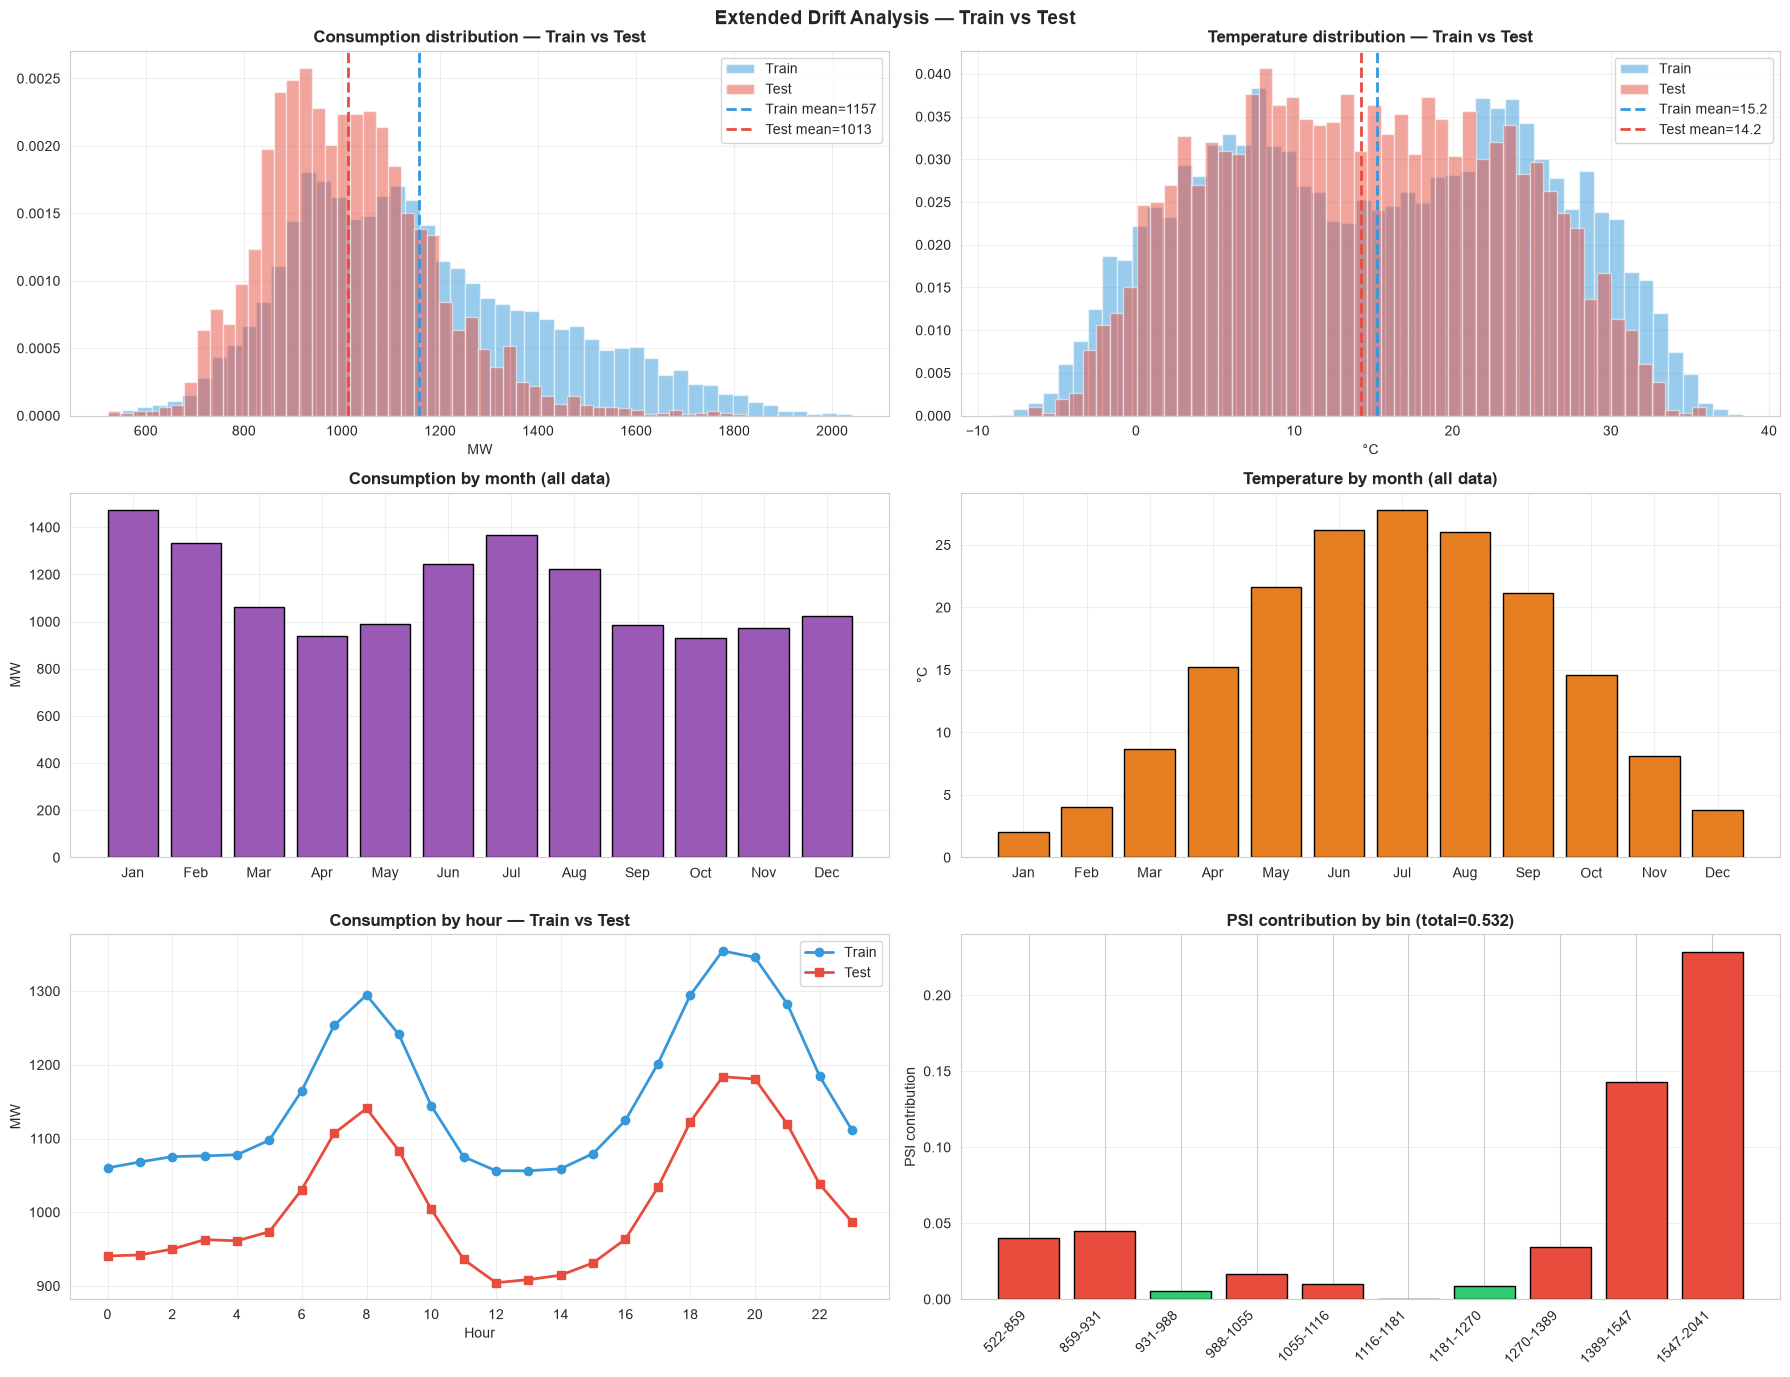 Extended Drift Analysis — Train vs Test
Consumption distribution — Train vs Test
0.0025
0.0020
0.0015
0.0010
0.0005
0.0000
600 800 1000 1200 1400 1600 1800 2000
MW
Train
Test
Train mean=1157
Test mean=1013
Temperature distribution — Train vs Test
0.040
0.035
0.030
0.025
0.020
0.015
0.010
0.005
0.000
−10 0 10 20 30 40
°C
Train
Test
Train mean=15.2
Test mean=14.2
Consumption by month (all data)
MW
1400
1200
1000
800
600
400
200
0
Jan Feb Mar Apr May Jun Jul Aug Sep Oct Nov Dec
Temperature by month (all data)
°C
25
20
15
10
5
0
Jan Feb Mar Apr May Jun Jul Aug Sep Oct Nov Dec
Consumption by hour — Train vs Test
MW
1300
1200
1100
1000
900
0 2 4 6 8 10 12 14 16 18 20 22
Hour
Train
Test
PSI contribution by bin (total=0.532)
PSI contribution
0.20
0.15
0.10
0.05
0.00
522-859
859-931
931-988
988-1055
1055-1116
1116-1181
1181-1270
1270-1389
1389-1547
1547-2041